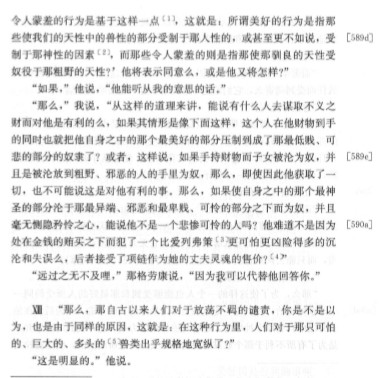 令人蒙羞的行为是基于这样一点〔1〕，这就是：所谓美好的行为是指那
些使我们的天性中的兽性的部分受制于那人性的，或甚至更不如说，受 [589d]
制于那神性的因素〔2〕，而那些令人蒙羞的则是指那使那驯良的天性受
奴役于那粗野的天性？’他将表示同意么，或是他又将怎样？”
“如果，”他说，“他能听从我的意思的话。”
“那么，”我说，“从这样的道理来讲，能说有什么人去谋取不义之
财而对他是有利的么，如果其情形是像下面这样，这个人在他财物到手
的同时也就把他自身之中的那个最美好的部分压制到成了那最低贱、可
悲的部分的奴隶了？或者，这样说，如果手持财物而子女被沦为奴，并 [589e]
且是被沦放到粗野、邪恶的人的手里为奴，那么，即使因此他获取了一
切，也不可能说这是对他有利的事。那么，如果使自身之中的那个最神
圣的部分沦于那最异端、邪恶和最卑贱、可怜的部分之下而为奴，并且
毫无恻隐矜怜之心，能说他不是一个悲惨可怜的人吗？他难道不是因为 [590a]
处在金钱的贿买之下而犯了一个比爱列弗策〔3〕更可怕更凶险得多的沉
沦和失误么，后者接受了项链作为她的丈夫灵魂的售价？〔4〕”
“远过之无不及哩，”那格劳康说，“因为我可以代替他回答你。”
XIII “那么，那自古以来人们对于放荡不羁的谴责，你是不是以
为，也是由于同样的原因，这就是：在这种行为里，人们对于那只可怕
的、巨大的、多头的〔5〕兽类出乎规格地宽纵了？”
“这是明显的。”他说。